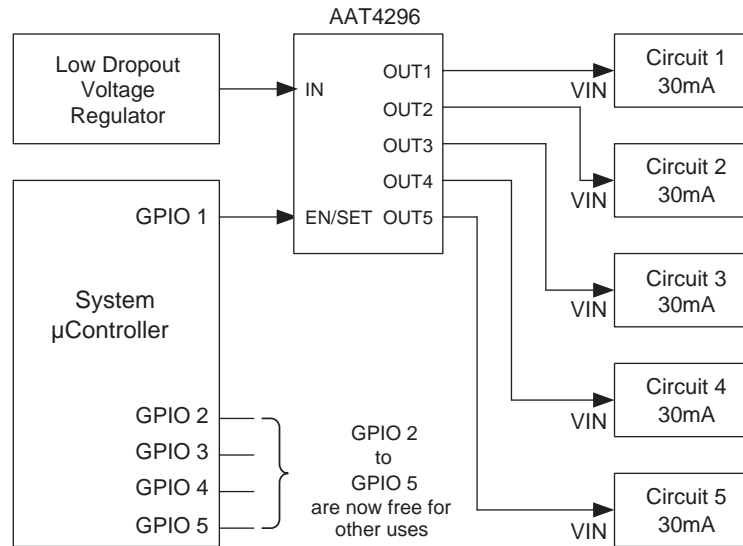 AAT4296
Low Dropout
Voltage
Regulator
IN
EN/SET
OUT1
OUT2
OUT3
OUT4
OUT5
System
µController
GPIO 1
GPIO 2
GPIO 3
GPIO 4
GPIO 5
GPIO 2
to
GPIO 5
are now free for
other uses
VIN
Circuit 1
30mA
VIN
Circuit 2
30mA
VIN
Circuit 3
30mA
VIN
Circuit 4
30mA
VIN
Circuit 5
30mA